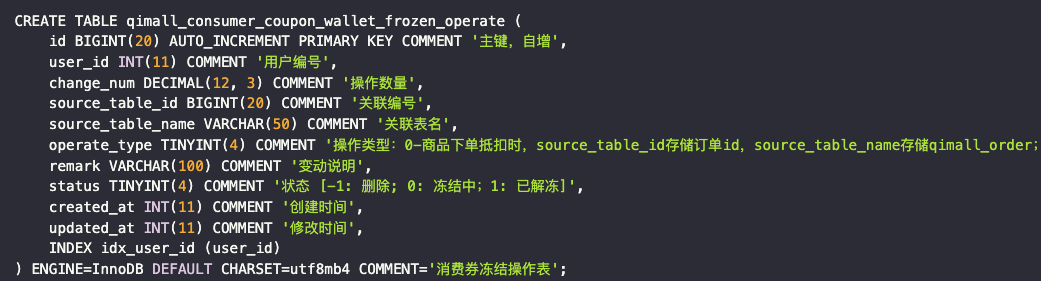 CREATE TABLE qimall_consumer_coupon_wallet_frozen_operate (
    id BIGINT(20) AUTO_INCREMENT PRIMARY KEY COMMENT '主键，自增',
    user_id INT(11) COMMENT '用户编号',
    change_num DECIMAL(12, 3) COMMENT '操作数量',
    source_table_id BIGINT(20) COMMENT '关联编号',
    source_table_name VARCHAR(50) COMMENT '关联表名',
    operate_type TINYINT(4) COMMENT '操作类型：0-商品下单抵扣时，source_table_id存储订单id，source_table_name存储qimall_order;
    remark VARCHAR(100) COMMENT '变动说明',
    status TINYINT(4) COMMENT '状态 [-1: 删除; 0: 冻结中；1: 已解冻]',
    created_at INT(11) COMMENT '创建时间',
    updated_at INT(11) COMMENT '修改时间',
    INDEX idx_user_id (user_id)
) ENGINE=InnoDB DEFAULT CHARSET=utf8mb4 COMMENT='消费券冻结操作表';